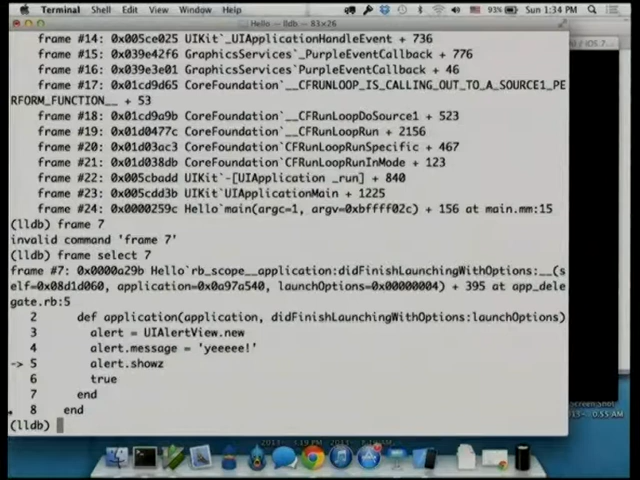 Terminal Shell Edit View Window Help 93% Sun 1:34 PM
Hello — lldb — 83×26
frame #14: 0x005ce025 UIKit`_UIApplicationHandleEvent + 736
frame #15: 0x039e42f6 GraphicsServices`_PurpleEventCallback + 776
frame #16: 0x039e3e01 GraphicsServices`PurpleEventCallback + 46
frame #17: 0x01cd9d65 CoreFoundation`__CFRUNLOOP_IS_CALLING_OUT_TO_A_SOURCE1_PE
RFORM_FUNCTION__ + 53
frame #18: 0x01cd9a9b CoreFoundation`__CFRunLoopDoSource1 + 523
frame #19: 0x01d0477c CoreFoundation`__CFRunLoopRun + 2156
frame #20: 0x01d03ac3 CoreFoundation`CFRunLoopRunSpecific + 467
frame #21: 0x01d038db CoreFoundation`CFRunLoopRunInMode + 123
frame #22: 0x005cbadd UIKit`-[UIApplication _run] + 840
frame #23: 0x005cdd3b UIKit`UIApplicationMain + 1225
frame #24: 0x0000259c Hello`main(argc=1, argv=0xbffff02c) + 156 at main.mm:15
(lldb) frame 7
invalid command 'frame 7'
(lldb) frame select 7
frame #7: 0x0000a29b Hello`rb_scope__application:didFinishLaunchingWithOptions:__(s
elf=0x08d1d060, application=0x0a97a540, launchOptions=0x00000004) + 395 at app_dele
gate.rb:5
2 def application(application, didFinishLaunchingWithOptions:launchOptions)
3 alert = UIAlertView.new
4 alert.message = 'yeeeee!'
-> 5 alert.showz
6 true
7 end
8 end
(lldb)